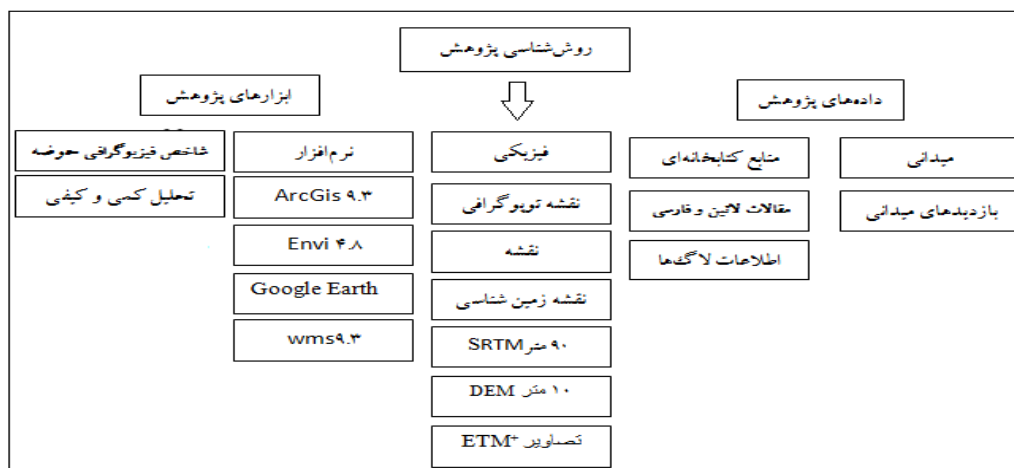 روش‌شناسی پژوهش
داده‌های پژوهش
ابزارهای پژوهش
میدانی
منابع کتابخانه‌ای
فیزیکی
نرم‌افزار
شاخص فیزیوگرافی حوضه
بازدیدهای میدانی
مقالات لاتین و فارسی
نقشه توپوگرافی
ArcGis ۹.۳
تحلیل کمی و کیفی
اطلاعات لاگ‌ها
نقشه
Envi ۴.۸
نقشه زمین شناسی
Google Earth
۹۰ متر SRTM
wms۹.۳
۱۰ متر DEM
تصاویر ETM+